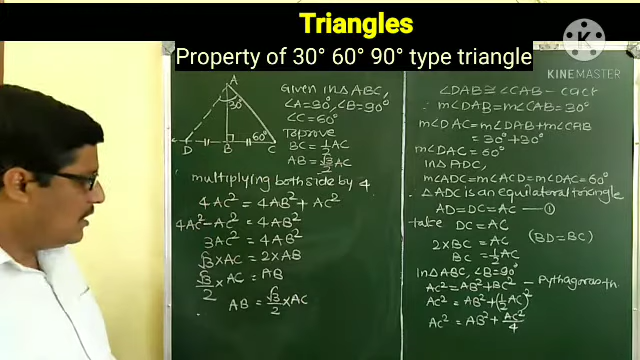 Triangles
Property of 30° 60° 90° type triangle
KINEMASTER
A
30°
60°
D
B
C
Given in △ABC,
∠A=30°, ∠B=90°
∠C=60°
To prove
BC = 1/2 AC
AB = √3/2 AC
multiplying both side by 4
4AC² = 4AB² + AC²
4AC² - AC² = 4AB²
3AC² = 4AB²
√3 × AC = 2 × AB
√3/2 × AC = AB
AB = √3/2 × AC
∠DAB ≅ ∠CAB - cact
∴ m∠DAB = m∠CAB = 30°
m∠DAC = m∠DAB + m∠CAB
= 30° + 30°
m∠DAC = 60°
in △ADC,
m∠ADC = m∠ACD = m∠DAC = 60°
△ADC is an equilateral triangle
AD = DC = AC — ①
take DC = AC
2 × BC = AC (BD = BC)
BC = 1/2 AC
In △ABC, ∠B = 90°
AC² = AB² + BC² - Pythagoras th.
AC² = AB² + (1/2 AC)²
AC² = AB² + AC²/4